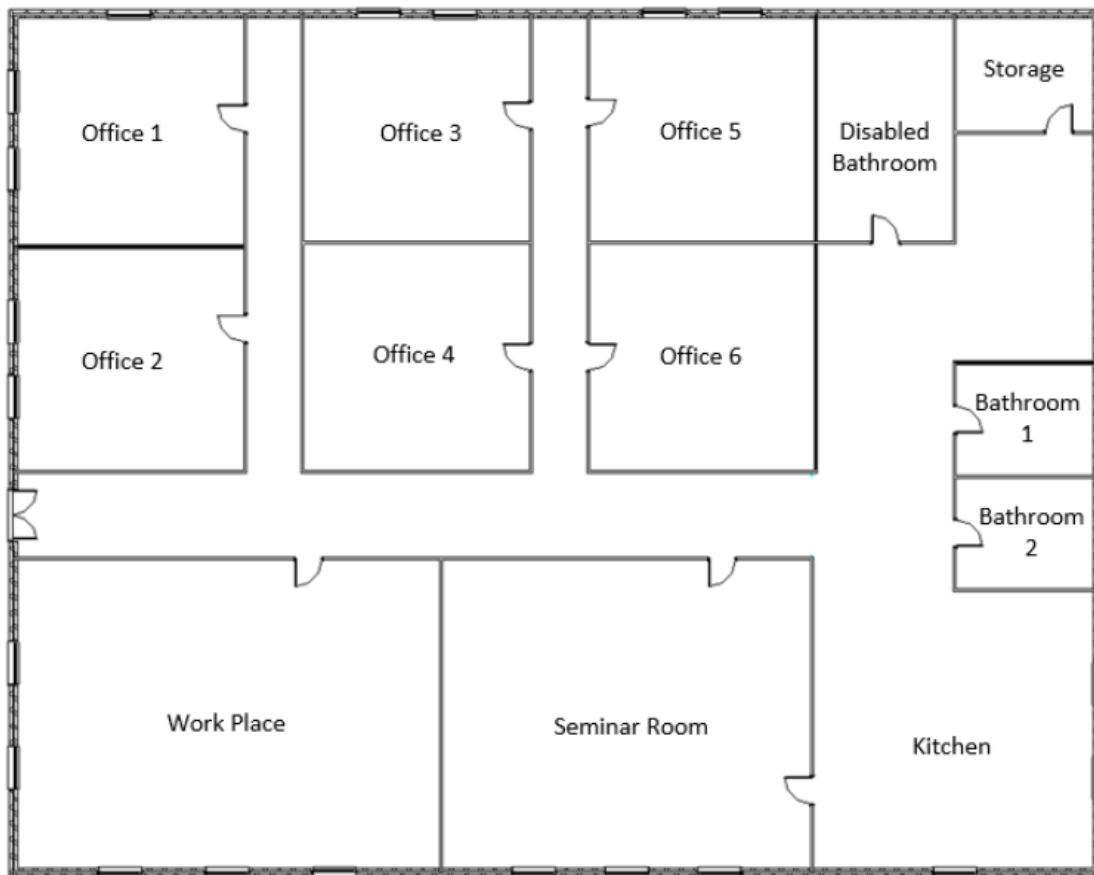 Storage
Office 1
Office 3
Office 5
Disabled
Bathroom
Office 2
Office 4
Office 6
Bathroom
1
Bathroom
2
Work Place
Seminar Room
Kitchen